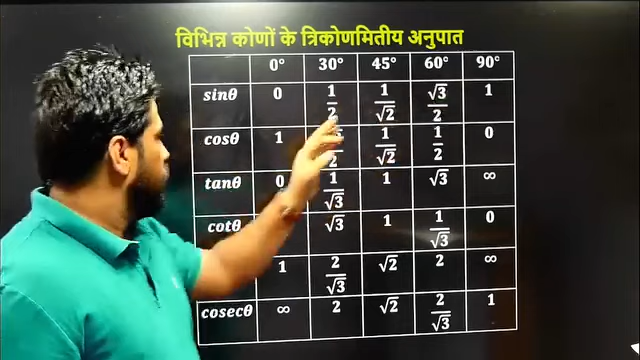 विभिन्न कोणों के त्रिकोणमितीय अनुपात
0° 30° 45° 60° 90°
sinθ 0 1/2 1/√2 √3/2 1
cosθ 1 2 1/√2 1/2 0
tanθ 0 1/√3 1 √3 ∞
cotθ √3 1 1/√3 0
1 2/√3 √2 2 ∞
cosecθ ∞ 2 √2 2/√3 1